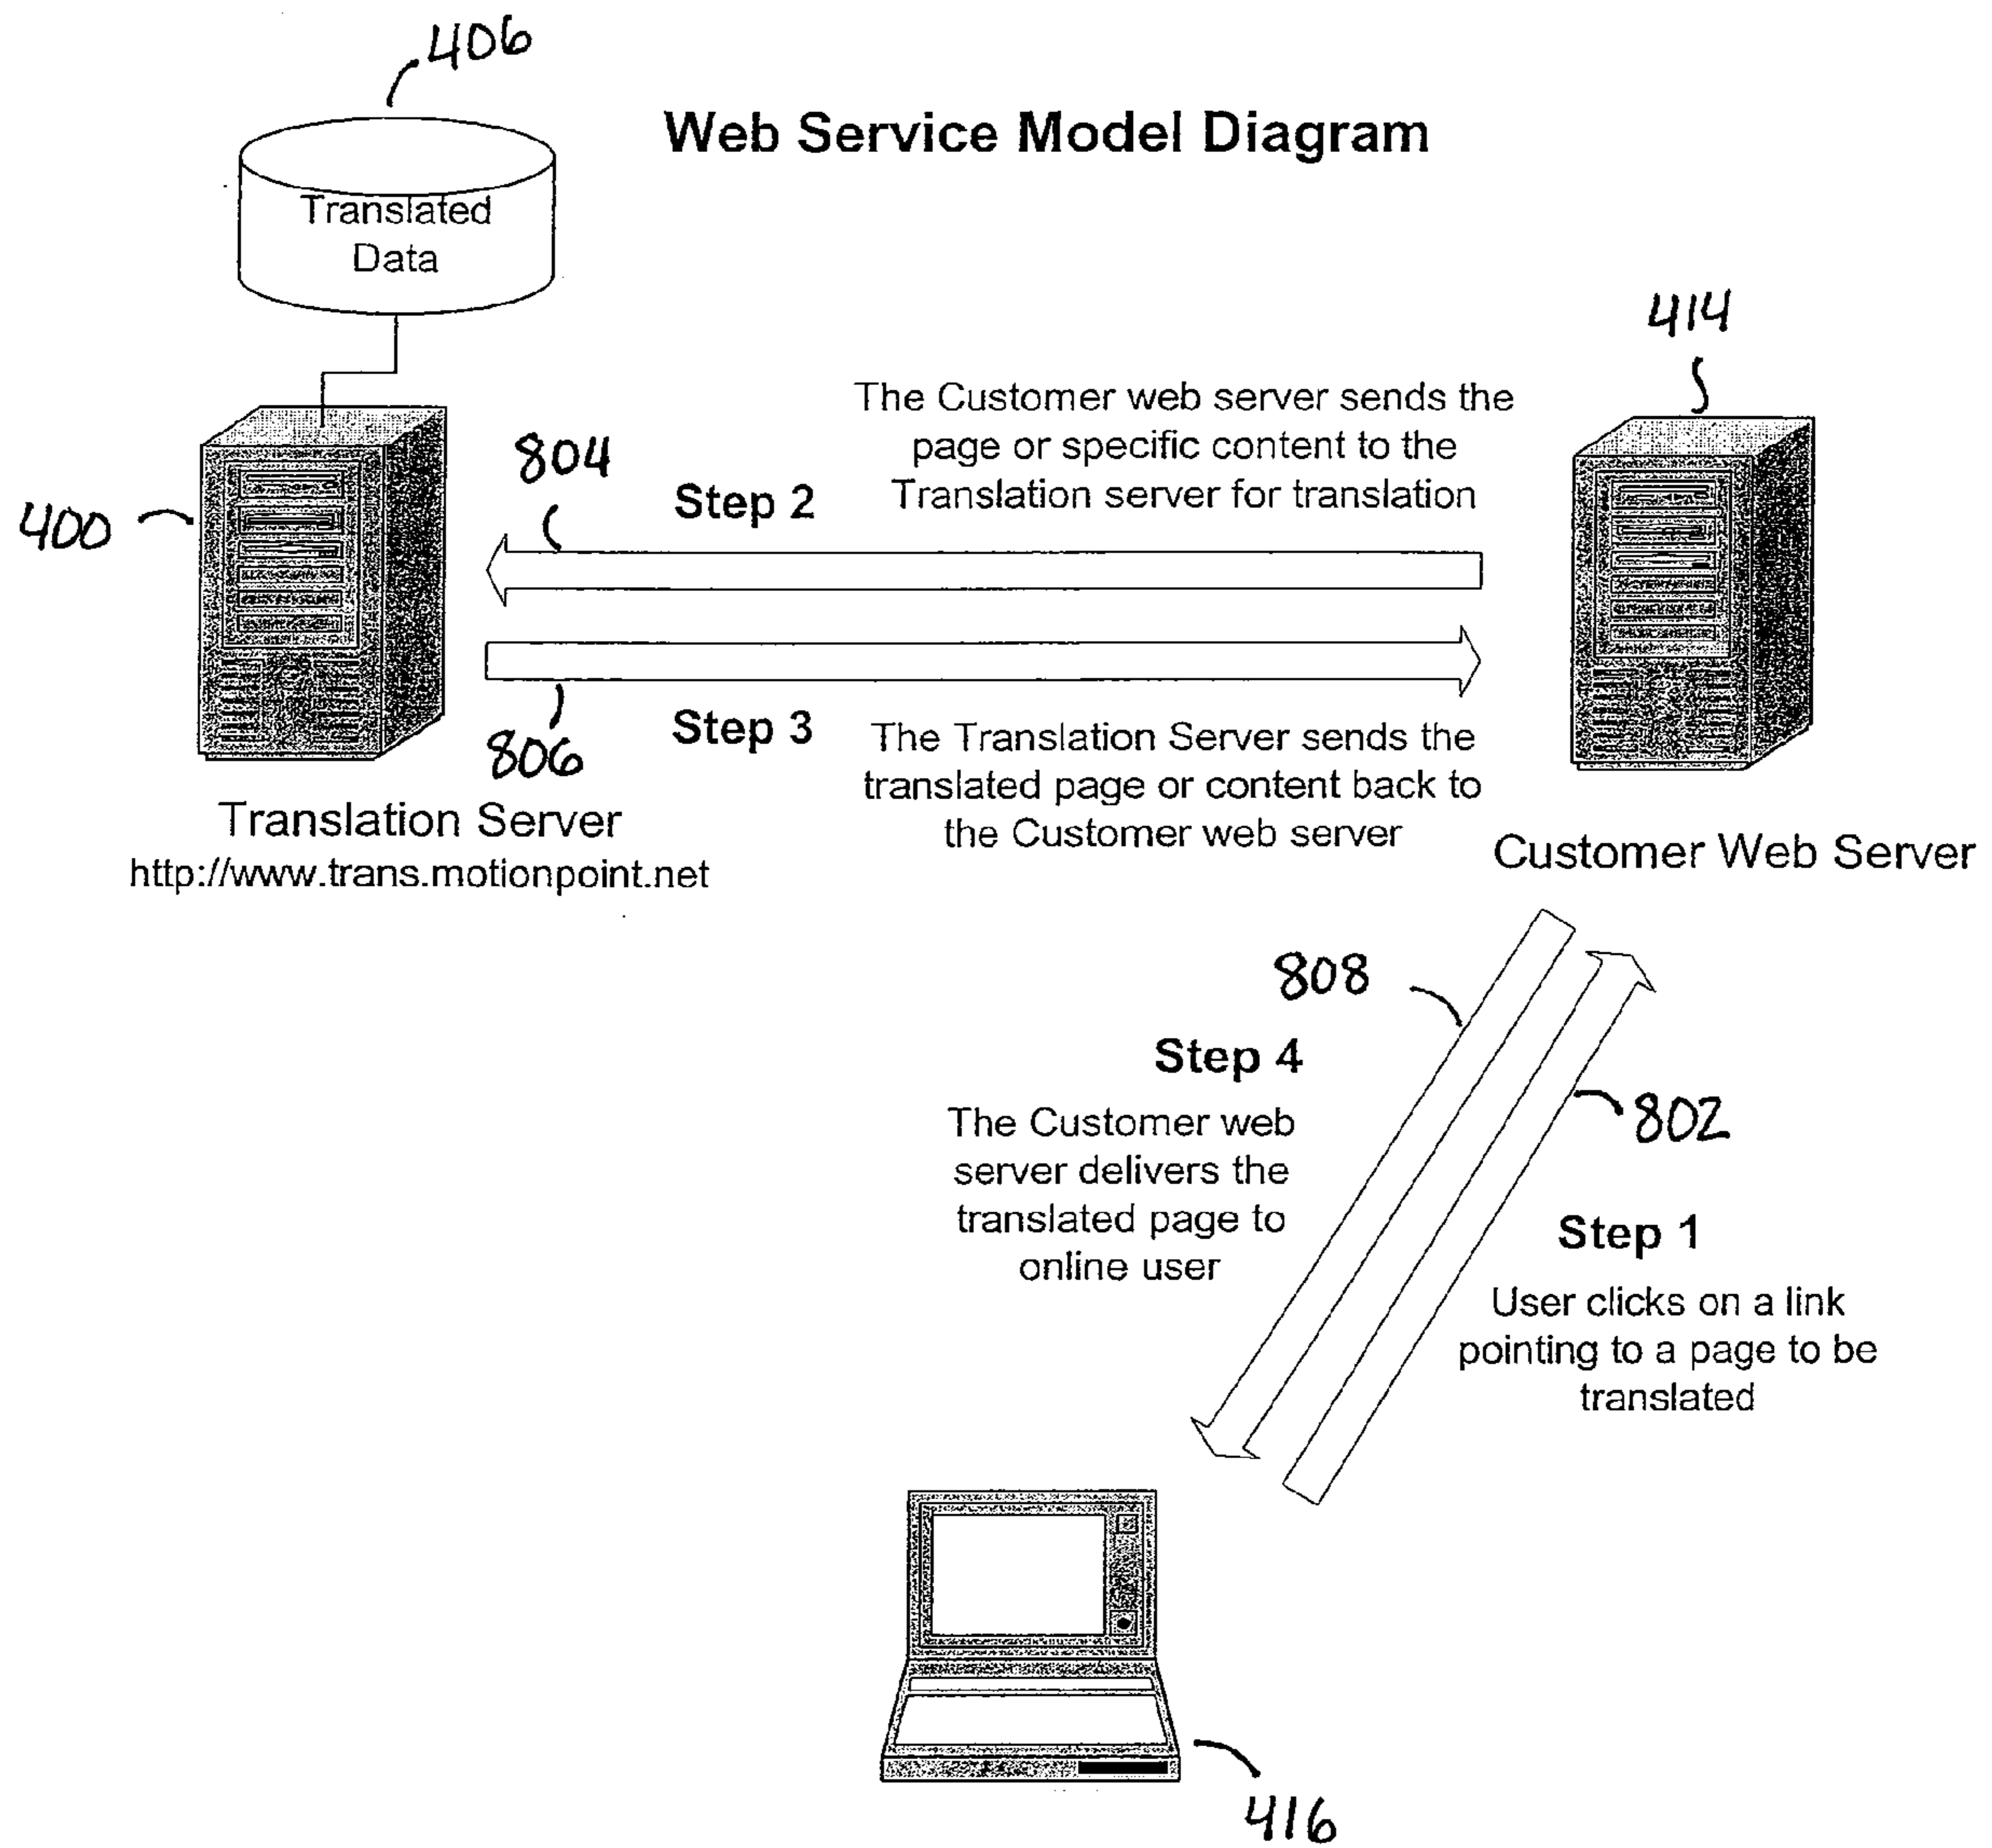 406
Web Service Model Diagram
Translated
Data
414
400
804
Step 2
The Customer web server sends the
page or specific content to the
Translation server for translation
806
Step 3
The Translation Server sends the
translated page or content back to
the Customer web server
Translation Server
http://www.trans.motionpoint.net
Customer Web Server
808
Step 4
The Customer web
server delivers the
translated page to
online user
802
Step 1
User clicks on a link
pointing to a page to be
translated
416